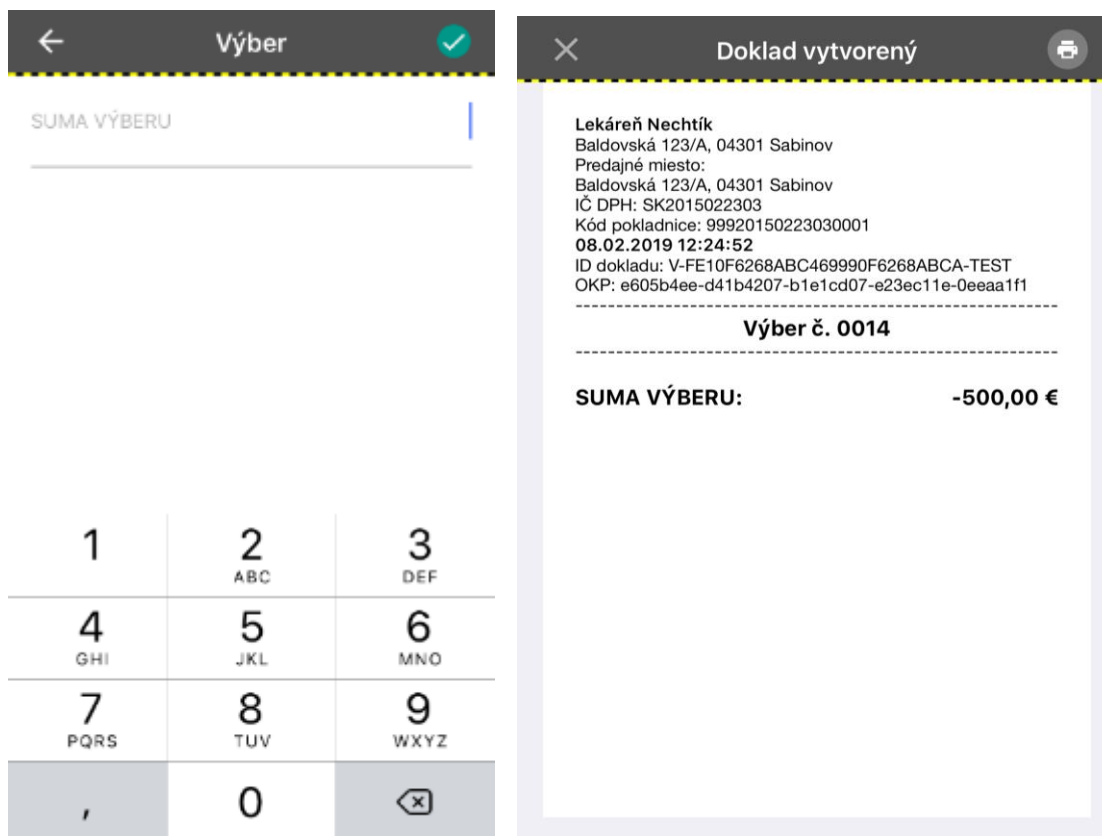 Výber
SUMA VÝBERU
1
2
ABC
3
DEF
4
GHI
5
JKL
6
MNO
7
PQRS
8
TUV
9
WXYZ
,
0
Doklad vytvorený
Lekáreň Nechtík
Baldovská 123/A, 04301 Sabinov
Predajné miesto:
Baldovská 123/A, 04301 Sabinov
IČ DPH: SK2015022303
Kód pokladnice: 99920150223030001
08.02.2019 12:24:52
ID dokladu: V-FE10F6268ABC469990F6268ABCA-TEST
OKP: e605b4ee-d41b4207-b1e1cd07-e23ec11e-0eeaa1f1
------------------------------------------------------------
Výber č. 0014
------------------------------------------------------------
SUMA VÝBERU: -500,00 €